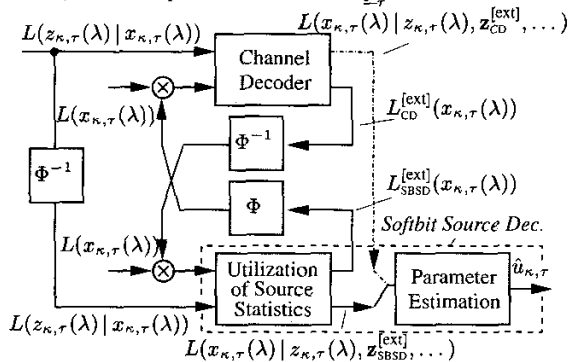 L(z_{κ,τ}(λ) | x_{κ,τ}(λ))
L(x_{κ,τ}(λ) | z_{κ,τ}(λ), z_{CD}^{[ext]}, …)
Channel
Decoder
L(x_{κ,τ}(λ))
L_{CD}^{[ext]}(x_{κ,τ}(λ))
Φ^{-1}
Φ^{-1}
Φ
L_{SBSD}^{[ext]}(x_{κ,τ}(λ))
Softbit Source Dec.
L(x_{κ,τ}(λ))
Utilization
of Source
Statistics
Parameter
Estimation
û_{κ,τ}
L(z_{κ,τ}(λ) | x_{κ,τ}(λ))
L(x_{κ,τ}(λ) | z_{κ,τ}(λ), z_{SBSD}^{[ext]}, …)